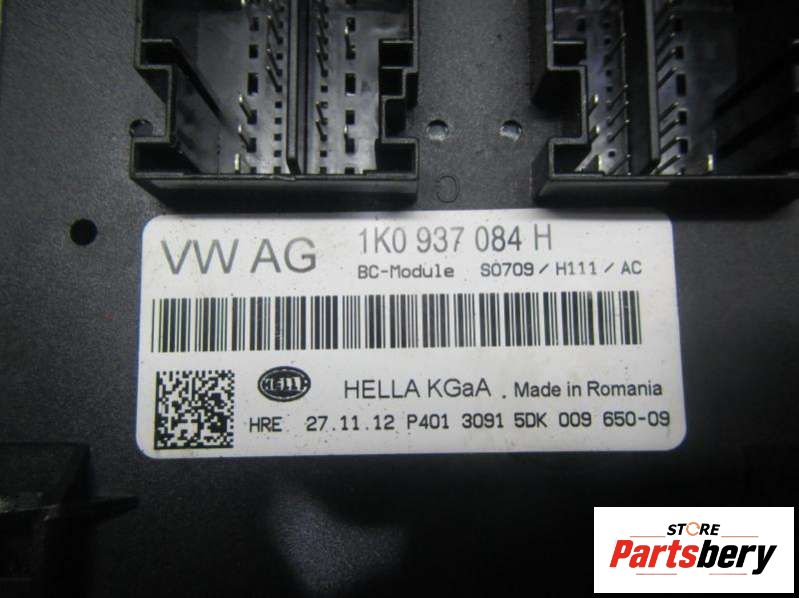 VW AG 1K0 937 084 H
BC-Module S0709/H111/AC
HELLA
HELLA KGaA . Made in Romania
HRE 27.11.12 P401 3091 5DK 009 650-09
STORE
Partsbery